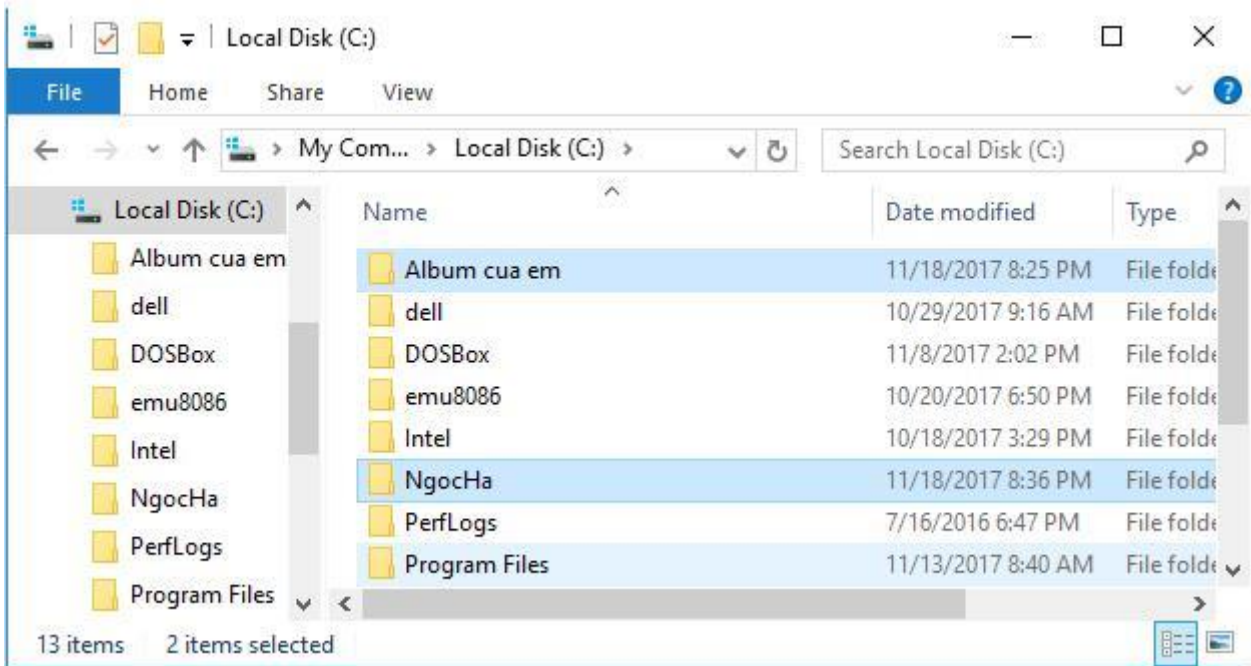 Local Disk (C:)
File Home Share View
My Com... Local Disk (C:) Search Local Disk (C:)
Local Disk (C:)
Album cua em
dell
DOSBox
emu8086
Intel
NgocHa
PerfLogs
Program Files
Name Date modified Type
Album cua em 11/18/2017 8:25 PM File folde
dell 10/29/2017 9:16 AM File folde
DOSBox 11/8/2017 2:02 PM File folde
emu8086 10/20/2017 6:50 PM File folde
Intel 10/18/2017 3:29 PM File folde
NgocHa 11/18/2017 8:36 PM File folde
PerfLogs 7/16/2016 6:47 PM File folde
Program Files 11/13/2017 8:40 AM File folde
13 items 2 items selected